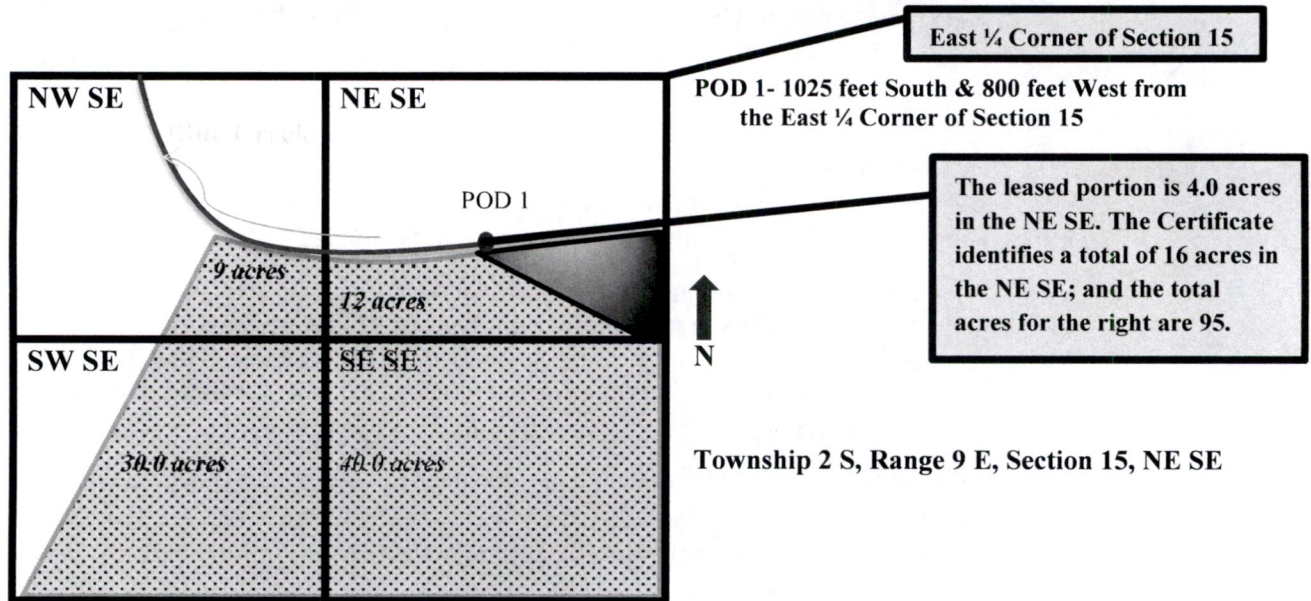 East ¼ Corner of Section 15
NW SE
NE SE
POD 1- 1025 feet South & 800 feet West from
the East ¼ Corner of Section 15
Creek
POD 1
The leased portion is 4.0 acres
in the NE SE. The Certificate
identifies a total of 16 acres in
the NE SE; and the total
acres for the right are 95.
9 acres
12 acres
N
SW SE
SE SE
30.0 acres
40.0 acres
Township 2 S, Range 9 E, Section 15, NE SE